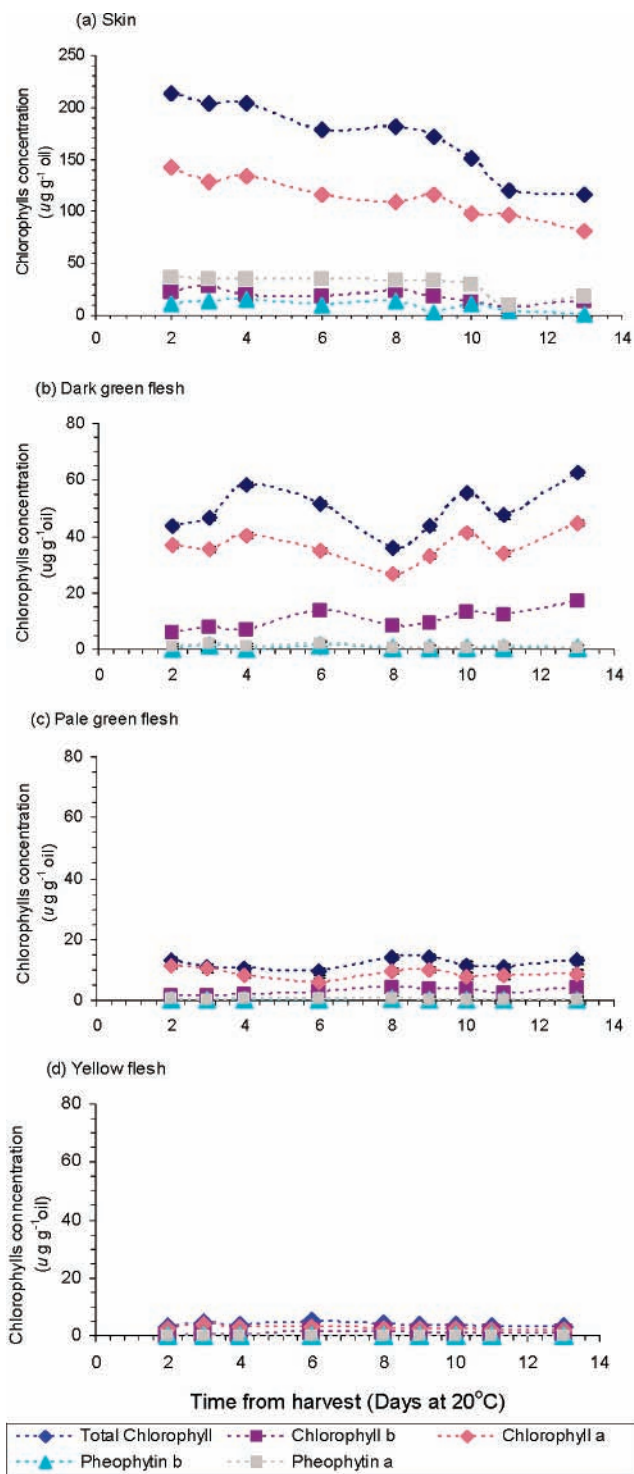 (a) Skin
Chlorophylls concentration
(ug g-1 oil)
250
200
150
100
50
0
0 2 4 6 8 10 12 14
(b) Dark green flesh
Chlorophylls concentration
(ug g-1 oil)
80
60
40
20
0
0 2 4 6 8 10 12 14
(c) Pale green flesh
Chlorophylls concentration
(ug g-1 oil)
80
60
40
20
0
0 2 4 6 8 10 12 14
(d) Yellow flesh
Chlorophylls conncentration
(ug g-1 oil)
80
60
40
20
0
0 2 4 6 8 10 12 14
Time from harvest (Days at 20°C)
Total Chlorophyll Chlorophyll b Chlorophyll a
Pheophytin b Pheophytin a